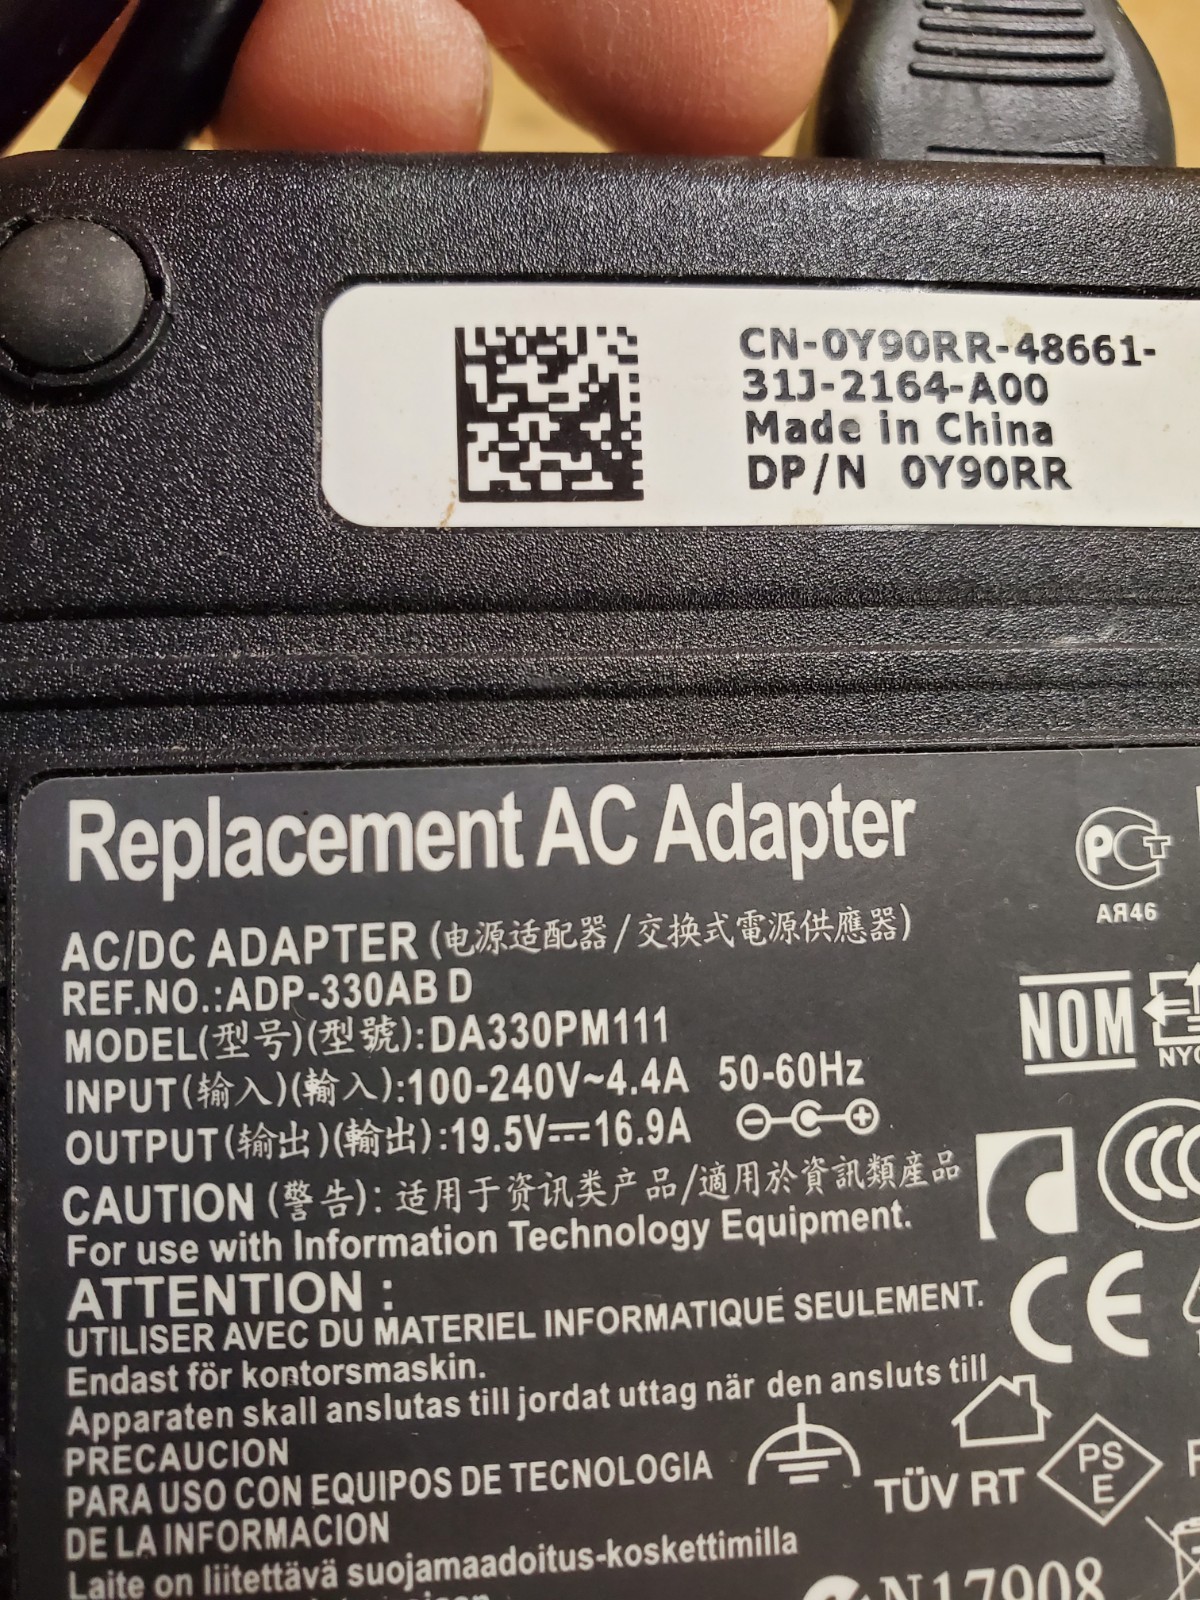 CN-0Y90RR-48661-
31J-2164-A00
Made in China
DP/N 0Y90RR
Replacement AC Adapter
AC/DC ADAPTER (电源适配器/交换式電源供應器)
REF.NO.:ADP-330AB D
MODEL(型号)(型號):DA330PM111
INPUT(输入)(輸入):100-240V~4.4A 50-60Hz
OUTPUT(输出)(輸出):19.5V⎓16.9A
CAUTION (警告): 适用于资讯类产品/適用於資訊類産品
For use with Information Technology Equipment.
ATTENTION :
UTILISER AVEC DU MATERIEL INFORMATIQUE SEULEMENT.
Endast för kontorsmaskin.
Apparaten skall anslutas till jordat uttag när den ansluts till
PRECAUCION
PARA USO CON EQUIPOS DE TECNOLOGIA
DE LA INFORMACION
Laite on liitettävä suojamaadoitus-koskettimilla
PCT
АЯ46
NOM
NYC
CE
TÜV RT
PS
E
N17908